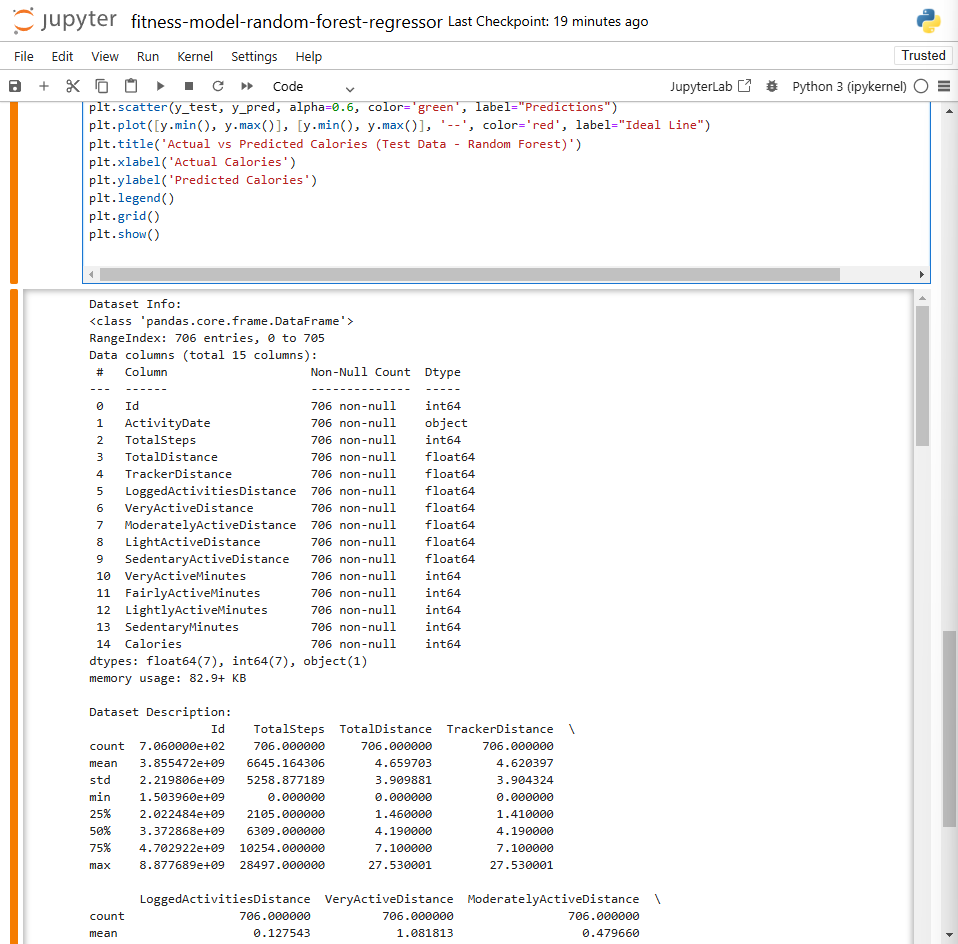 jupyter fitness-model-random-forest-regressor Last Checkpoint: 19 minutes ago
File Edit View Run Kernel Settings Help Trusted
Code JupyterLab Python 3 (ipykernel)
plt.scatter(y_test, y_pred, alpha=0.6, color='green', label="Predictions")
plt.plot([y.min(), y.max()], [y.min(), y.max()], '--', color='red', label="Ideal Line")
plt.title('Actual vs Predicted Calories (Test Data - Random Forest)')
plt.xlabel('Actual Calories')
plt.ylabel('Predicted Calories')
plt.legend()
plt.grid()
plt.show()
Dataset Info:
<class 'pandas.core.frame.DataFrame'>
RangeIndex: 706 entries, 0 to 705
Data columns (total 15 columns):
 #   Column                    Non-Null Count  Dtype
---  ------                    --------------  -----
 0   Id                        706 non-null    int64
 1   ActivityDate              706 non-null    object
 2   TotalSteps                706 non-null    int64
 3   TotalDistance             706 non-null    float64
 4   TrackerDistance           706 non-null    float64
 5   LoggedActivitiesDistance  706 non-null    float64
 6   VeryActiveDistance        706 non-null    float64
 7   ModeratelyActiveDistance  706 non-null    float64
 8   LightActiveDistance       706 non-null    float64
 9   SedentaryActiveDistance   706 non-null    float64
 10  VeryActiveMinutes         706 non-null    int64
 11  FairlyActiveMinutes       706 non-null    int64
 12  LightlyActiveMinutes      706 non-null    int64
 13  SedentaryMinutes          706 non-null    int64
 14  Calories                  706 non-null    int64
dtypes: float64(7), int64(7), object(1)
memory usage: 82.9+ KB
Dataset Description:
                 Id    TotalSteps  TotalDistance  TrackerDistance  \
count  7.060000e+02    706.000000     706.000000       706.000000
mean   3.855472e+09   6645.164306       4.659703         4.620397
std    2.219806e+09   5258.877189       3.909881         3.904324
min    1.503960e+09      0.000000       0.000000         0.000000
25%    2.022484e+09   2105.000000       1.460000         1.410000
50%    3.372868e+09   6309.000000       4.190000         4.190000
75%    4.702922e+09  10254.000000       7.100000         7.100000
max    8.877689e+09  28497.000000      27.530001        27.530001
       LoggedActivitiesDistance  VeryActiveDistance  ModeratelyActiveDistance  \
count                706.000000          706.000000                706.000000
mean                   0.127543            1.081813                  0.479660